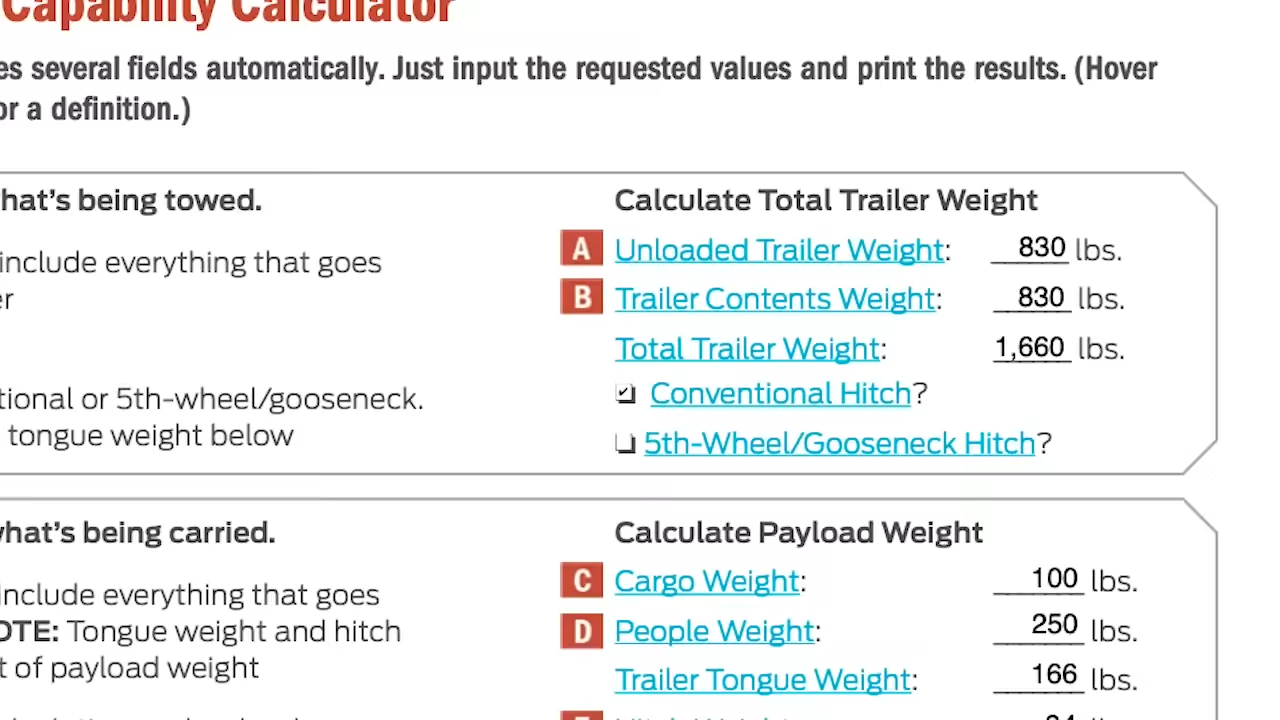 Capability Calculator
es several fields automatically. Just input the requested values and print the results. (Hover
or a definition.)
hat's being towed.
include everything that goes
er
tional or 5th-wheel/gooseneck.
tongue weight below
Calculate Total Trailer Weight
A Unloaded Trailer Weight: 830 lbs.
B Trailer Contents Weight: 830 lbs.
Total Trailer Weight: 1,660 lbs.
Conventional Hitch?
5th-Wheel/Gooseneck Hitch?
what's being carried.
include everything that goes
OTE: Tongue weight and hitch
t of payload weight
Calculate Payload Weight
C Cargo Weight: 100 lbs.
D People Weight: 250 lbs.
Trailer Tongue Weight: 166 lbs.